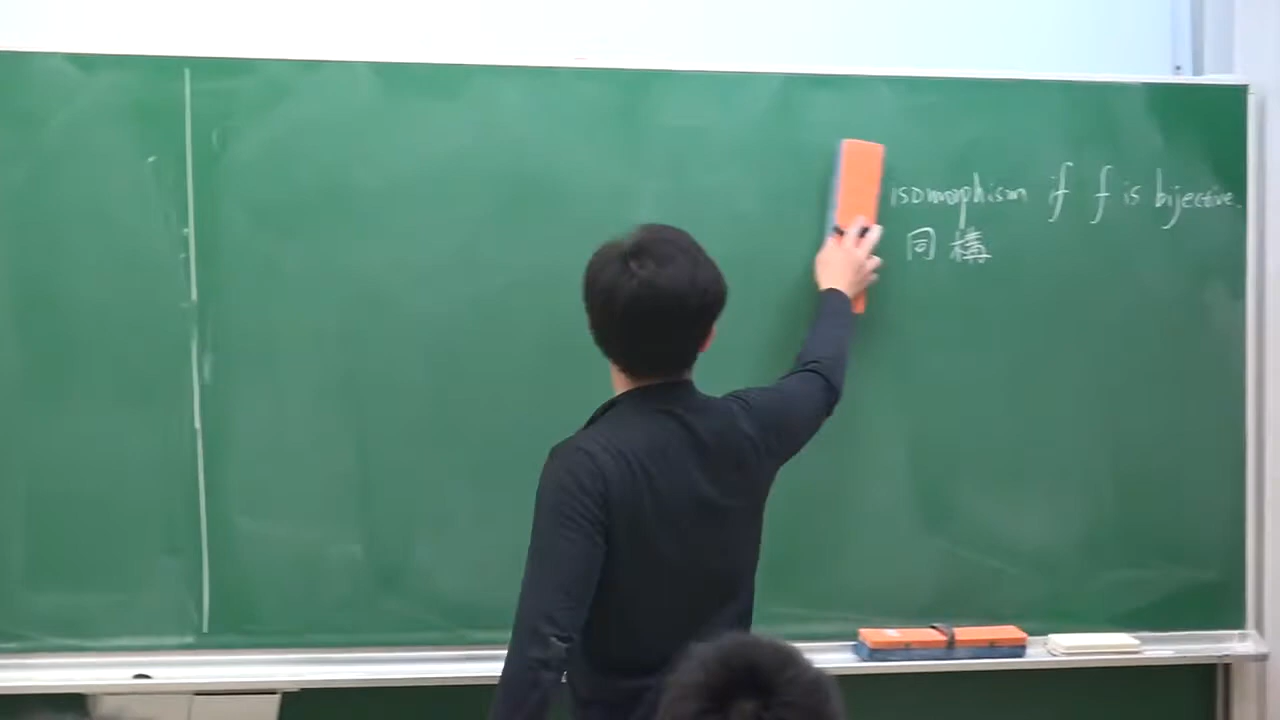 isomorphism if f is bijective.
同構